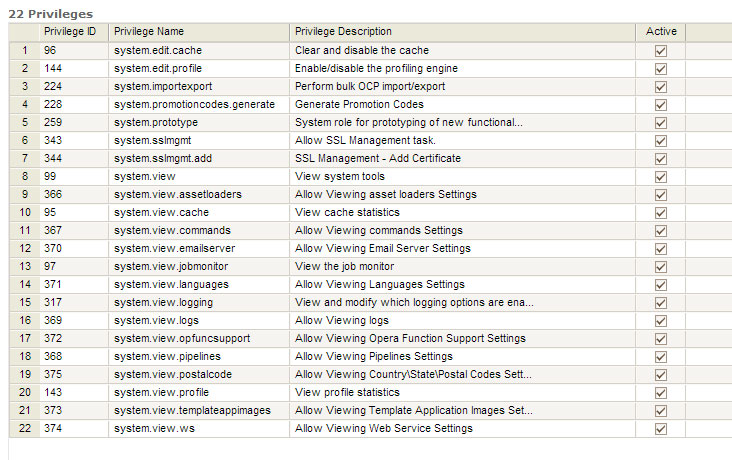 22 Privileges
Privilege ID Privilege Name Privilege Description Active
1 96 system.edit.cache Clear and disable the cache
2 144 system.edit.profile Enable/disable the profiling engine
3 224 system.importexport Perform bulk OCP import/export
4 228 system.promotioncodes.generate Generate Promotion Codes
5 259 system.prototype System role for prototyping of new functional...
6 343 system.sslmgmt Allow SSL Management task.
7 344 system.sslmgmt.add SSL Management - Add Certificate
8 99 system.view View system tools
9 366 system.view.assetloaders Allow Viewing asset loaders Settings
10 95 system.view.cache View cache statistics
11 367 system.view.commands Allow Viewing commands Settings
12 370 system.view.emailserver Allow Viewing Email Server Settings
13 97 system.view.jobmonitor View the job monitor
14 371 system.view.languages Allow Viewing Languages Settings
15 317 system.view.logging View and modify which logging options are ena...
16 369 system.view.logs Allow Viewing logs
17 372 system.view.opfuncsupport Allow Viewing Opera Function Support Settings
18 368 system.view.pipelines Allow Viewing Pipelines Settings
19 375 system.view.postalcode Allow Viewing Country\State\Postal Codes Sett...
20 143 system.view.profile View profile statistics
21 373 system.view.templateappimages Allow Viewing Template Application Images Set...
22 374 system.view.ws Allow Viewing Web Service Settings